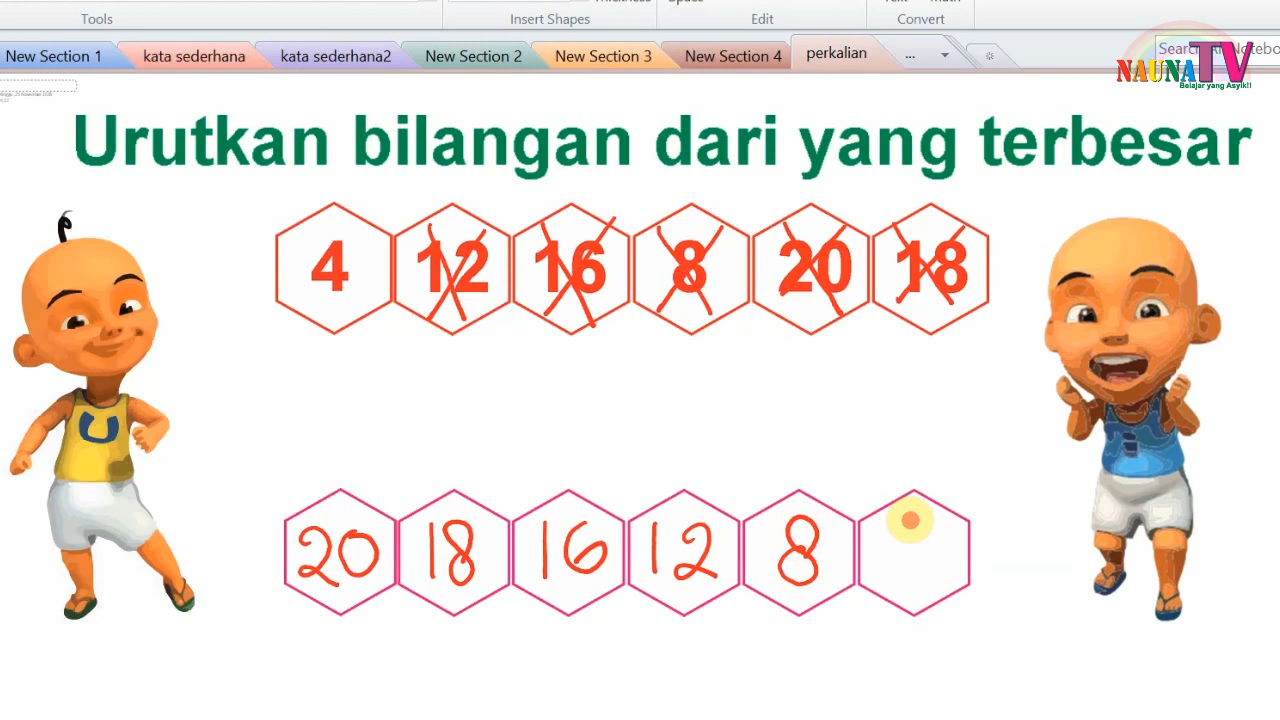 Tools Insert Shapes Edit Convert
New Section 1 kata sederhana kata sederhana2 New Section 2 New Section 3 New Section 4 perkalian ...
NAUNA TV
Belajar yang Asyik!!
Urutkan bilangan dari yang terbesar
4 12 16 8 20 18
20 18 16 12 8